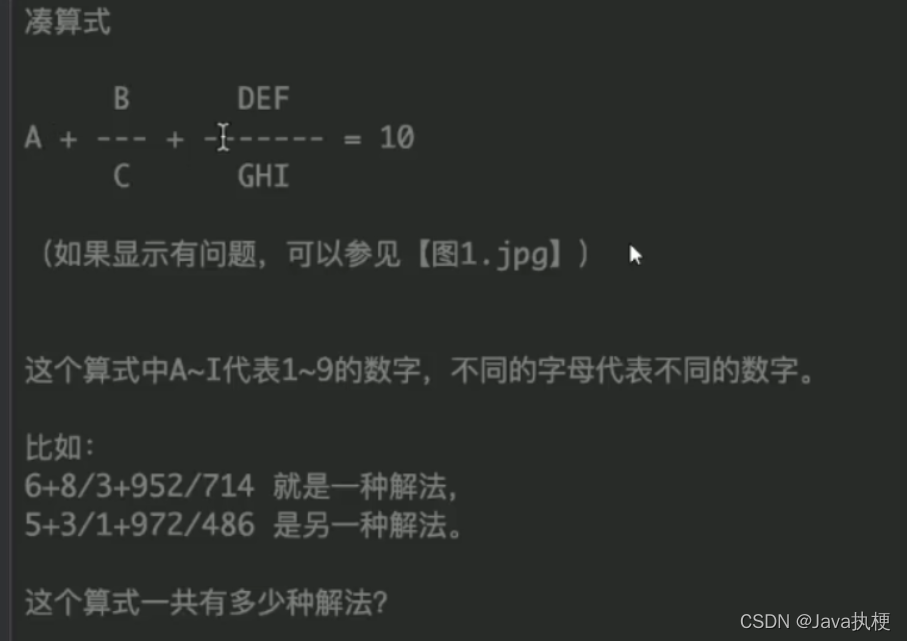 凑算式
B DEF
A + --- + ------- = 10
C GHI
（如果显示有问题，可以参见【图1.jpg】）
这个算式中A~I代表1~9的数字，不同的字母代表不同的数字。
比如：
6+8/3+952/714 就是一种解法，
5+3/1+972/486 是另一种解法。
这个算式一共有多少种解法？
CSDN @Java执梗